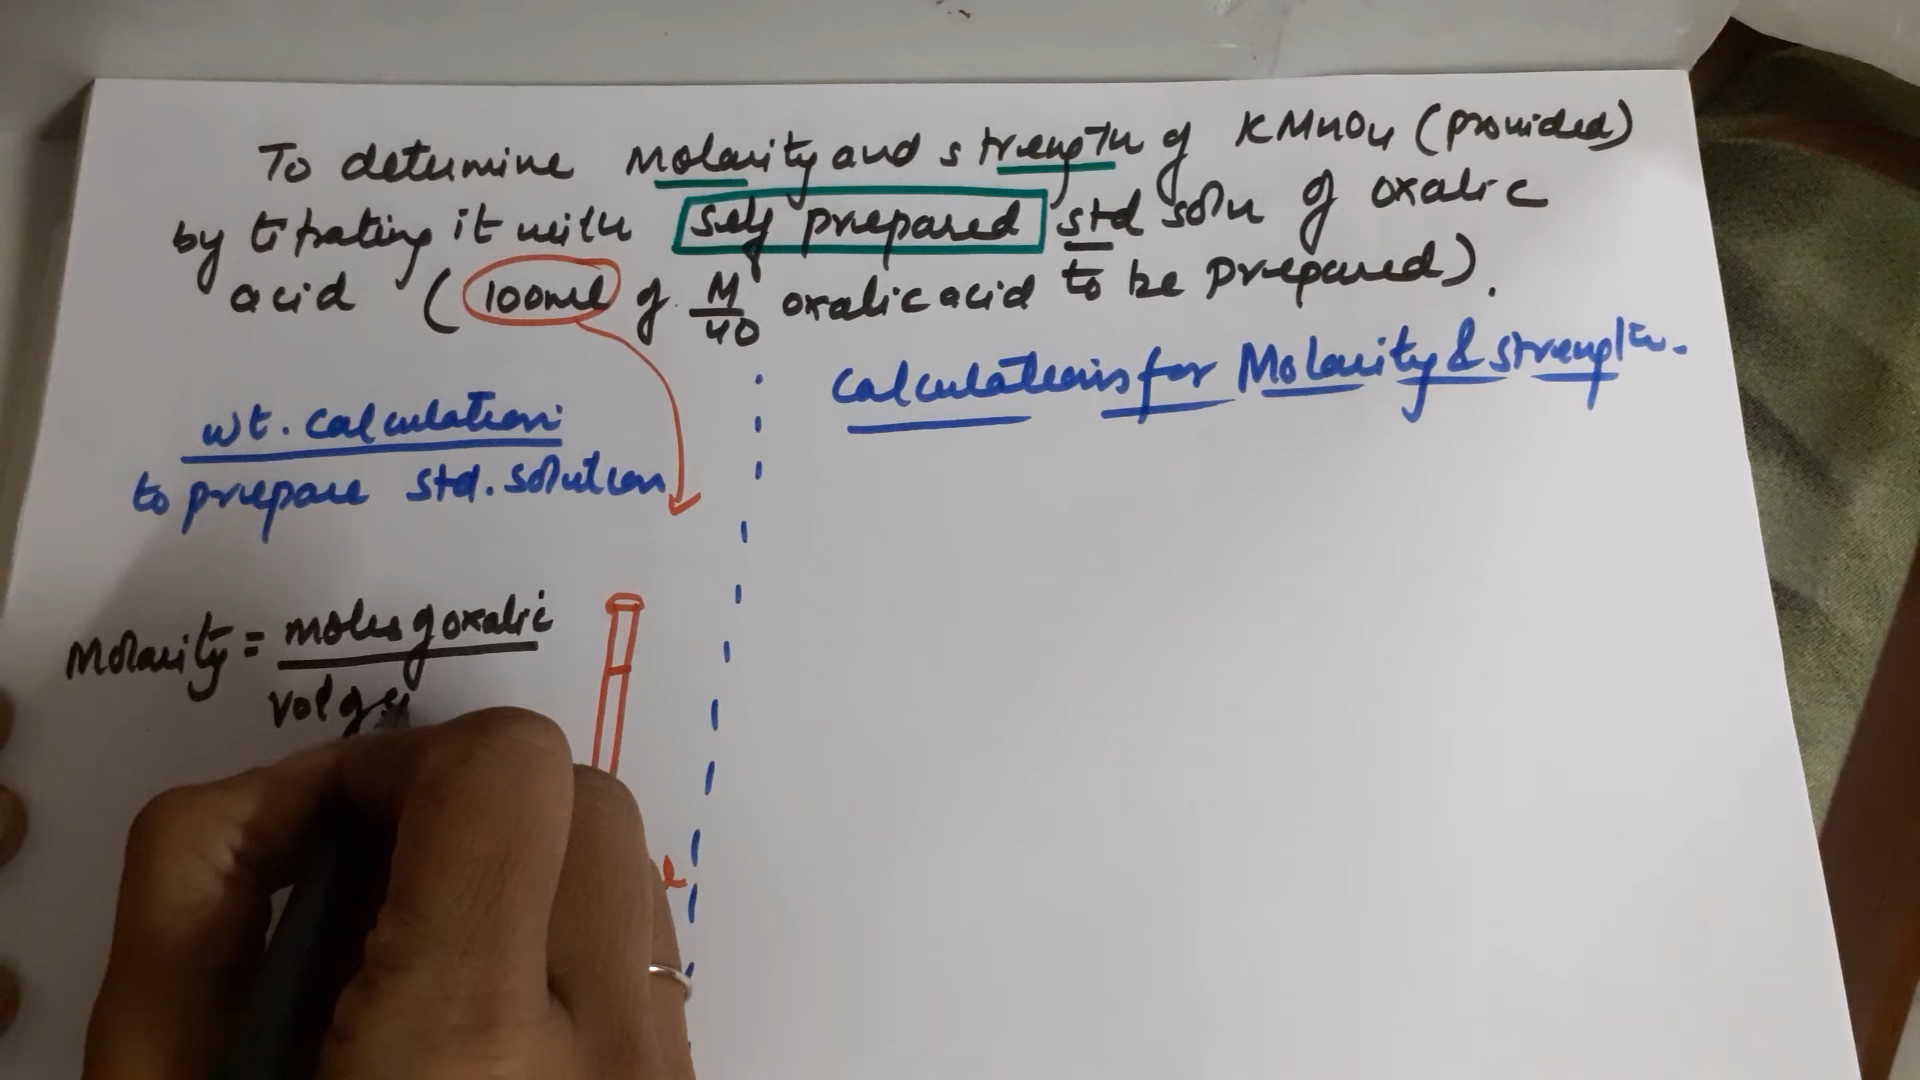 To determine Molarity and strength of KMnO4 (provided)
by titrating it with self prepared std soln of oxalic
acid (100ml of M/40 oxalic acid to be prepared).
Calculations for Molarity & strength.
wt. calculation
to prepare std. solution
Molarity = moles of oxalic
vol of